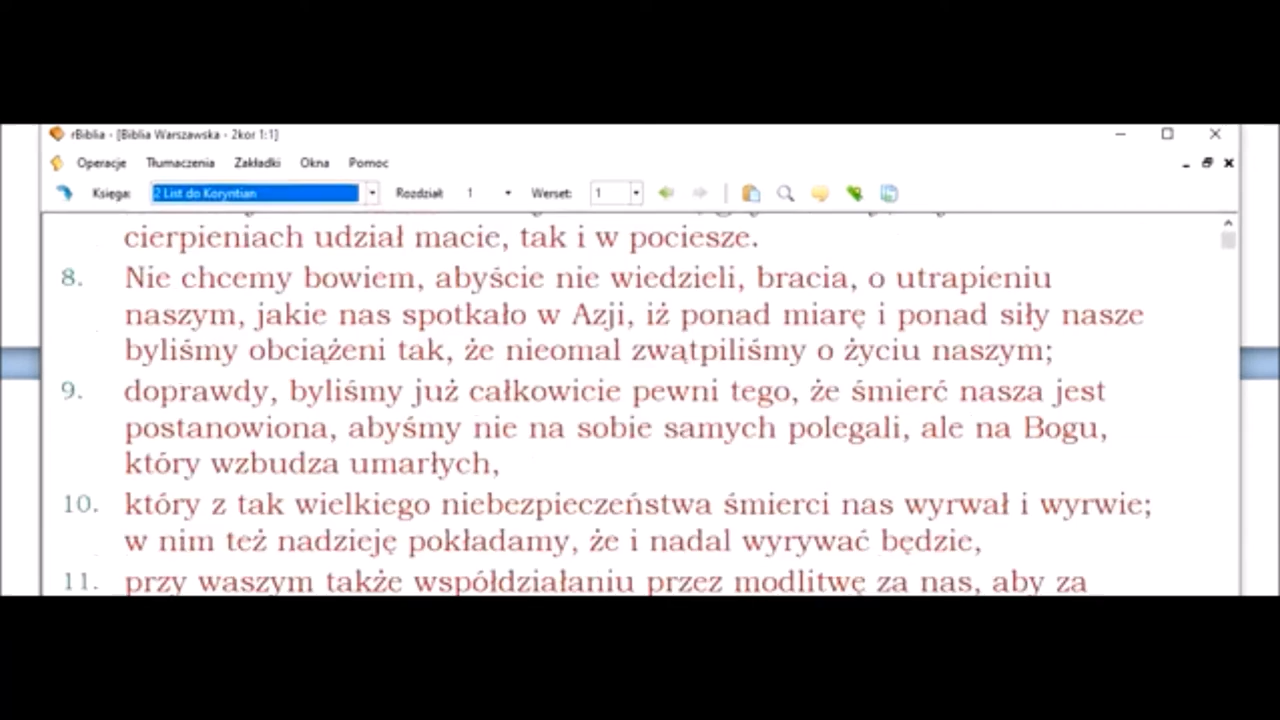 rBiblia - [Biblia Warszawska - 2kor 1:1]
Operacje Tłumaczenia Zakładki Okna Pomoc
Księga: 2 List do Koryntian Rozdział 1 Werset: 1
cierpieniach udział macie, tak i w pociesze.
8. Nie chcemy bowiem, abyście nie wiedzieli, bracia, o utrapieniu
naszym, jakie nas spotkało w Azji, iż ponad miarę i ponad siły nasze
byliśmy obciążeni tak, że nieomal zwątpiliśmy o życiu naszym;
9. doprawdy, byliśmy już całkowicie pewni tego, że śmierć nasza jest
postanowiona, abyśmy nie na sobie samych polegali, ale na Bogu,
który wzbudza umarłych,
10. który z tak wielkiego niebezpieczeństwa śmierci nas wyrwał i wyrwie;
w nim też nadzieję pokładamy, że i nadal wyrywać będzie,
11. przy waszym także współdziałaniu przez modlitwę za nas, aby za